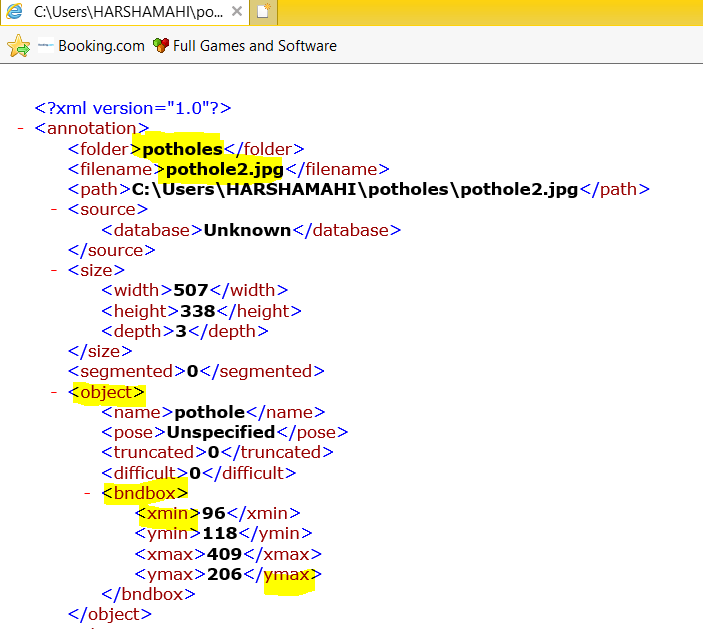 C:\Users\HARSHAMAHI\po...
Booking.com Full Games and Software
<?xml version="1.0"?>
- <annotation>
<folder>potholes</folder>
<filename>pothole2.jpg</filename>
<path>C:\Users\HARSHAMAHI\potholes\pothole2.jpg</path>
- <source>
<database>Unknown</database>
</source>
- <size>
<width>507</width>
<height>338</height>
<depth>3</depth>
</size>
<segmented>0</segmented>
- <object>
<name>pothole</name>
<pose>Unspecified</pose>
<truncated>0</truncated>
<difficult>0</difficult>
- <bndbox>
<xmin>96</xmin>
<ymin>118</ymin>
<xmax>409</xmax>
<ymax>206</ymax>
</bndbox>
</object>